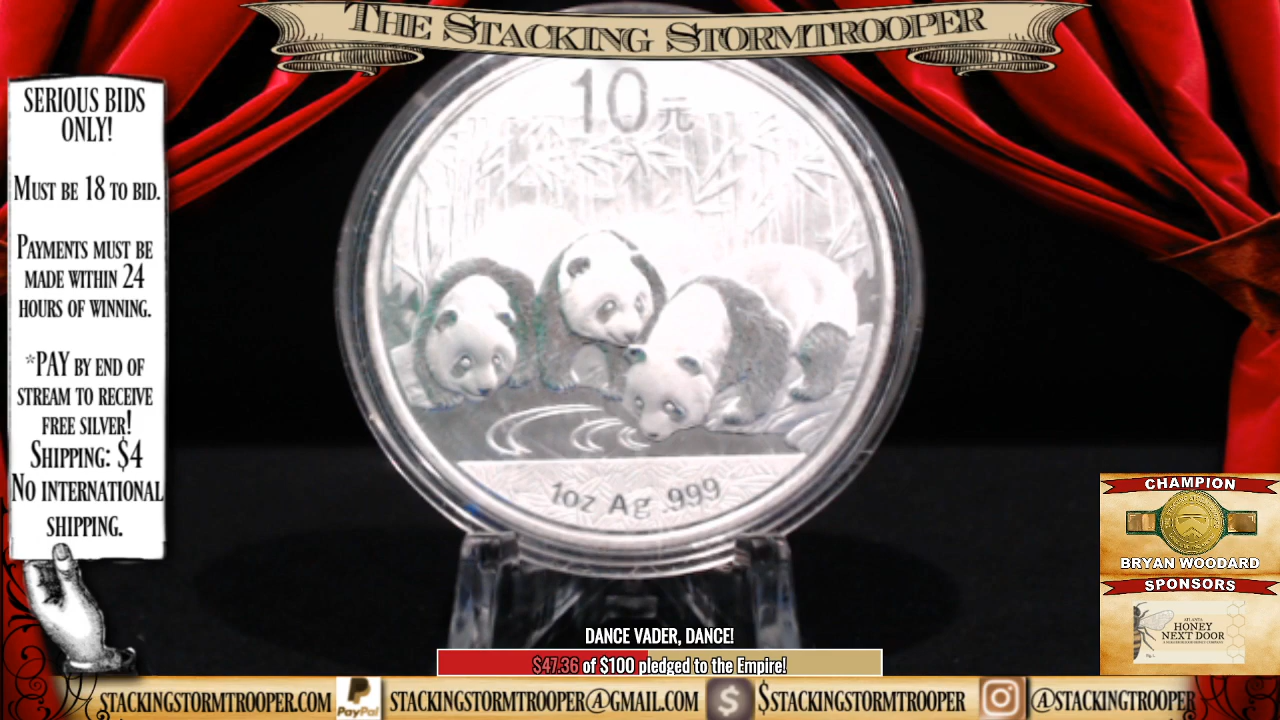 THE STACKING STORMTROOPER
SERIOUS BIDS
ONLY!
MUST BE 18 TO BID.
PAYMENTS MUST BE
MADE WITHIN 24
HOURS OF WINNING.
*PAY BY END OF
STREAM TO RECEIVE
FREE SILVER!
SHIPPING: $4
NO INTERNATIONAL
SHIPPING.
10元
1oz Ag .999
CHAMPION
BRYAN WOODARD
SPONSORS
ATLANTA
HONEY
NEXT DOOR
DANCE VADER, DANCE!
$47.36 of $100 pledged to the Empire!
STACKINGSTORMTROOPER.COM
PayPal
STACKINGSTORMTROOPER@GMAIL.COM
$
$STACKINGSTORMTROOPER
@STACKINGTROOPER